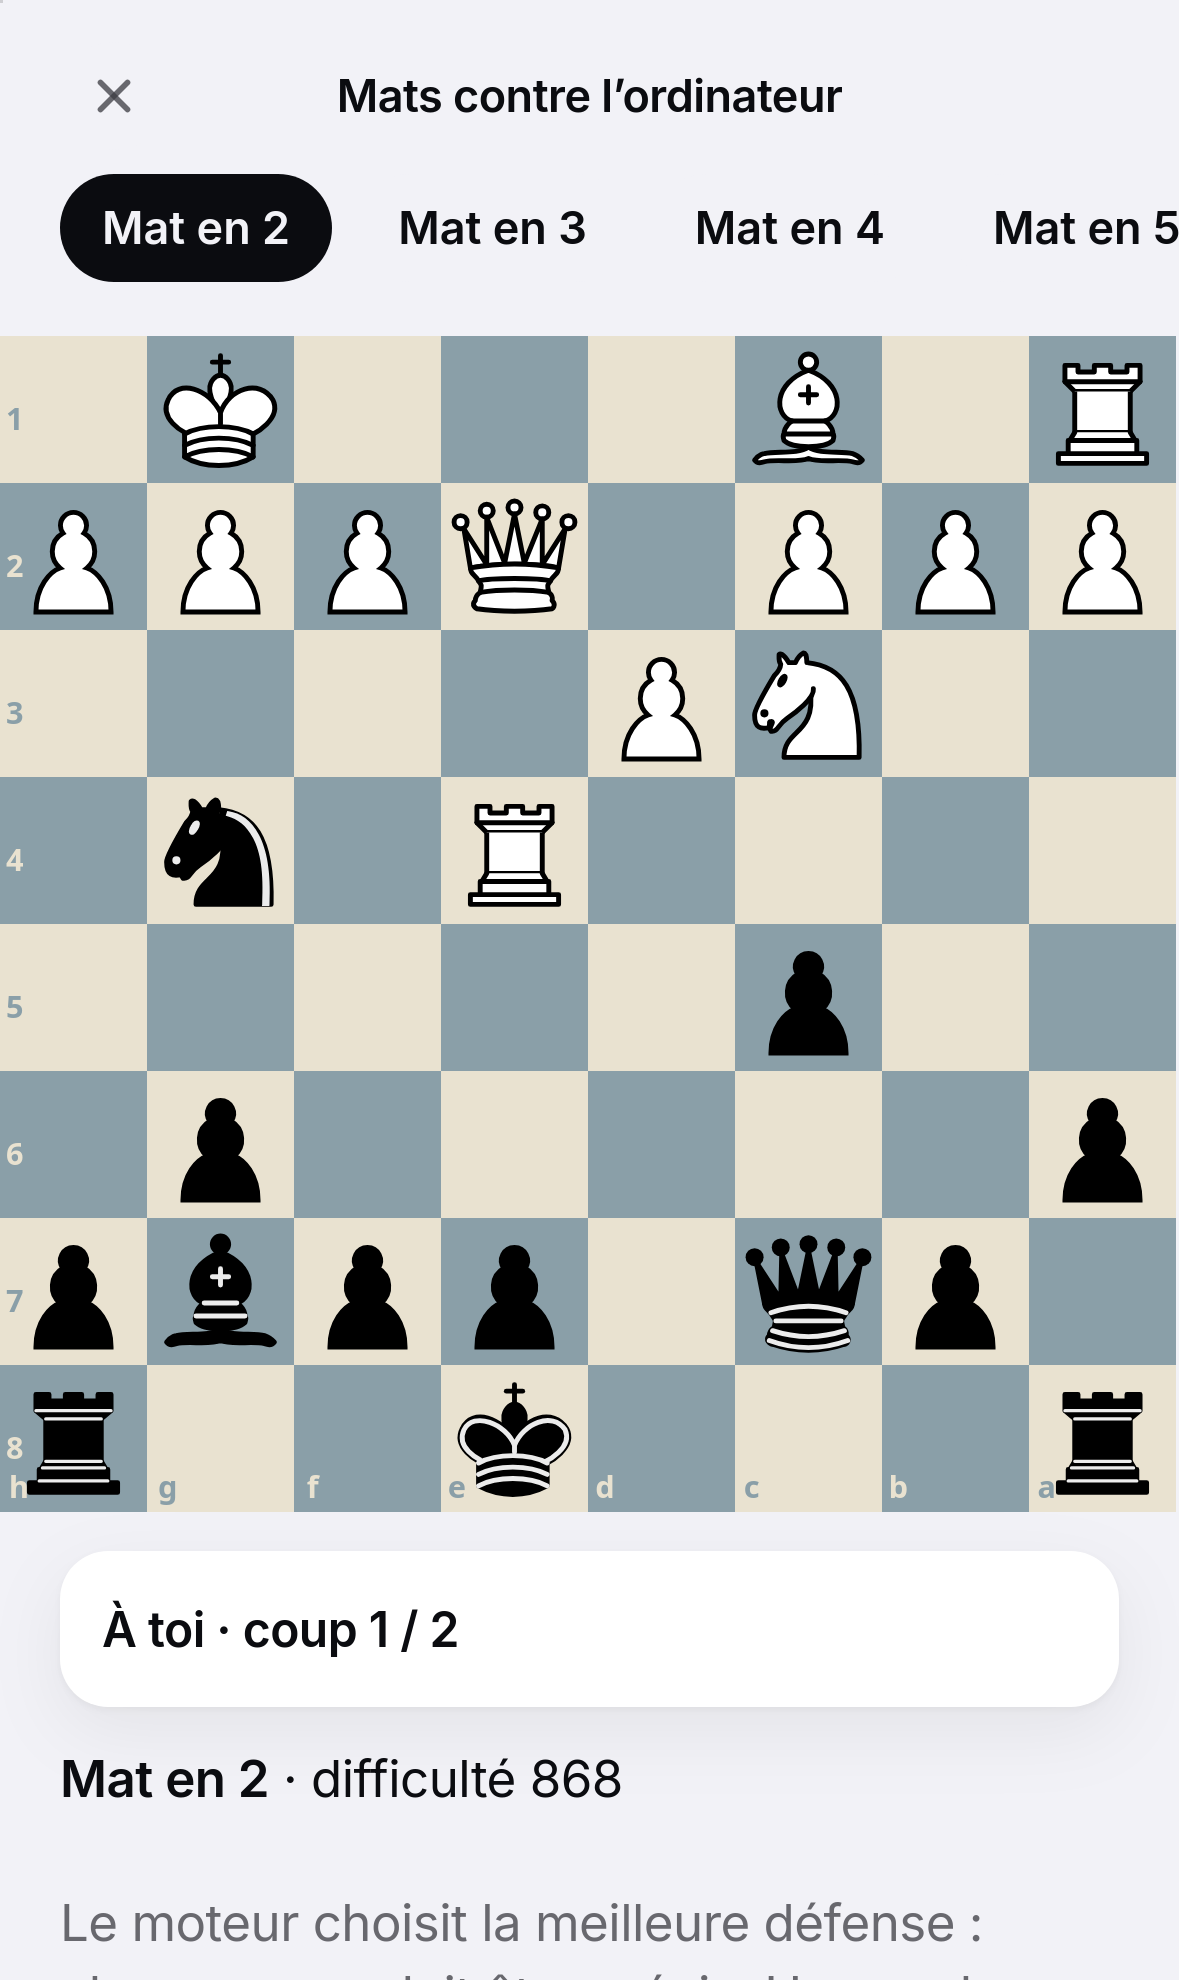 Mats contre l’ordinateur
Mat en 2 Mat en 3 Mat en 4 Mat en 5
1
2
3
4
5
6
7
8
h g f e d c b a
À toi · coup 1 / 2
Mat en 2 · difficulté 868
Le moteur choisit la meilleure défense :